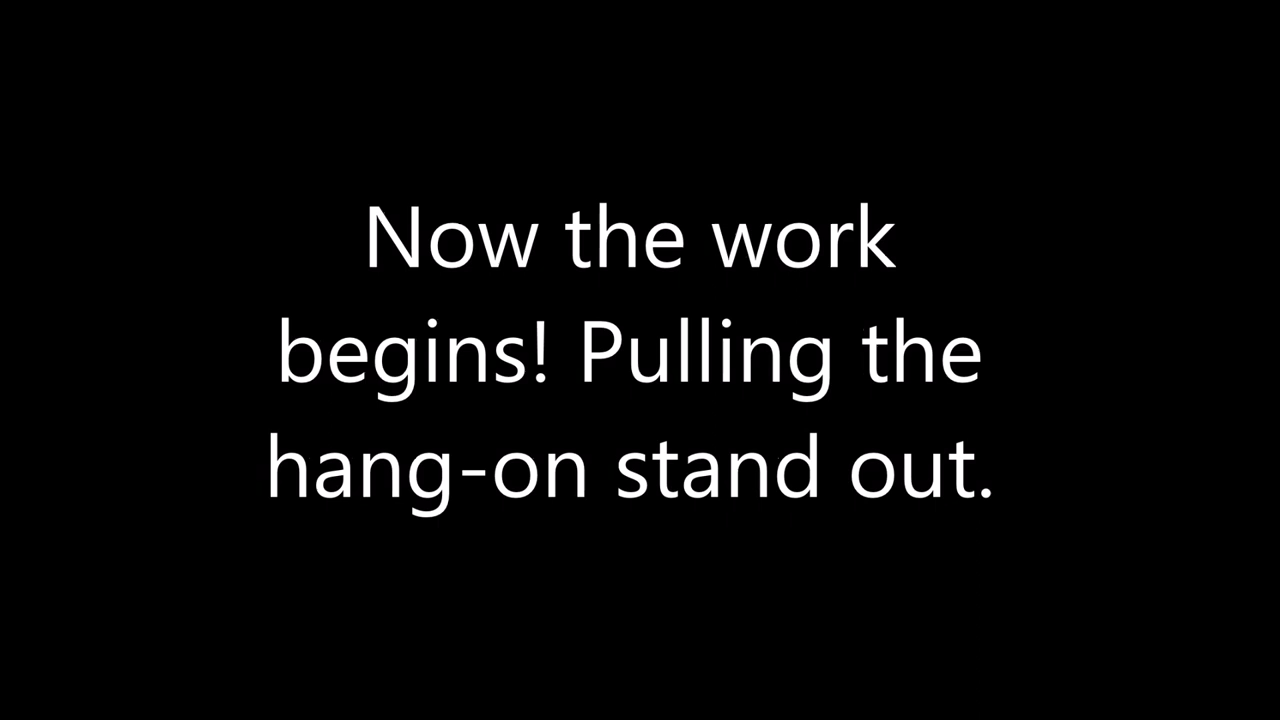 Now the work
begins! Pulling the
hang-on stand out.